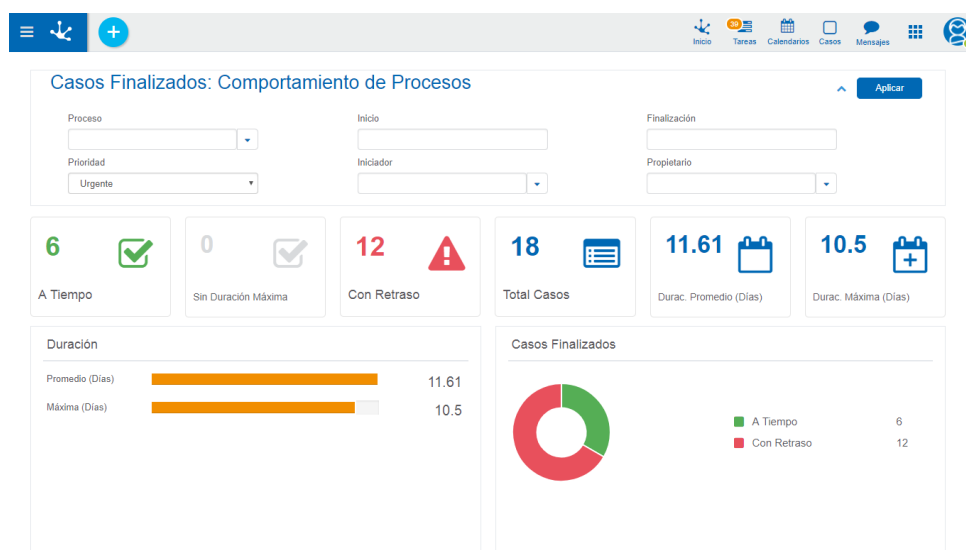 39
Inicio Tareas Calendarios Casos Mensajes
Casos Finalizados: Comportamiento de Procesos
Aplicar
Proceso Inicio Finalización
Prioridad Iniciador Propietario
Urgente
6 0 12 18 11.61 10.5
A Tiempo Sin Duración Máxima Con Retraso Total Casos Durac. Promedio (Días) Durac. Máxima (Días)
Duración Casos Finalizados
Promedio (Días) 11.61
Máxima (Días) 10.5
A Tiempo 6
Con Retraso 12